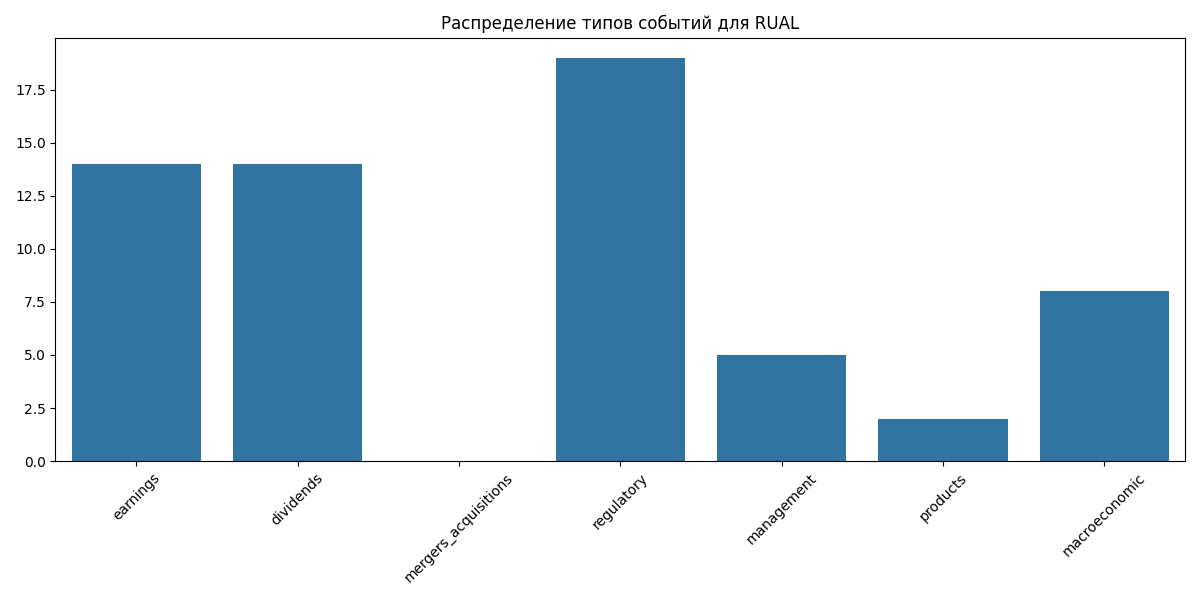 Распределение типов событий для RUAL
17.5
15.0
12.5
10.0
7.5
5.0
2.5
0.0
earnings
dividends
mergers_acquisitions
regulatory
management
products
macroeconomic